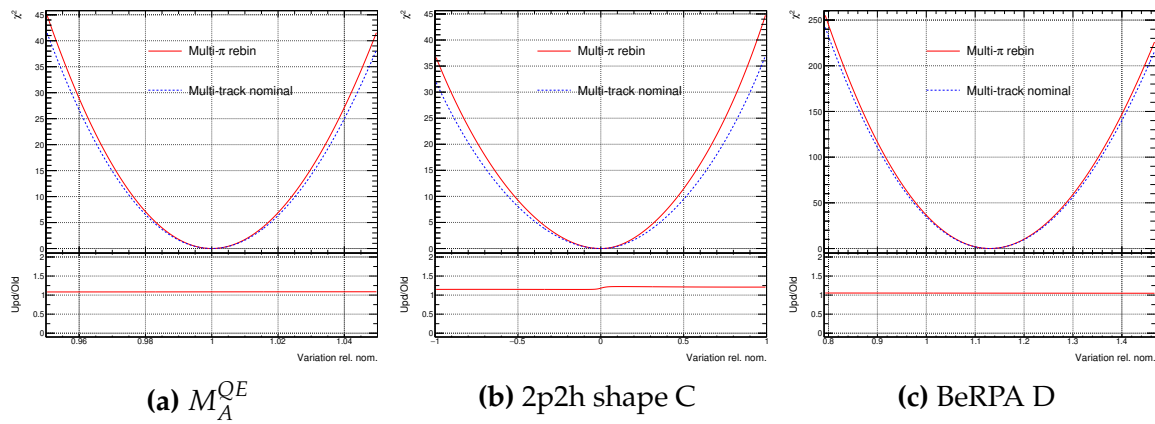 χ²
45
40
35
30
25
20
15
10
5
0
Multi-π rebin
Multi-track nominal
Upd/Old
2
1.5
1
0.5
0
0.96 0.98 1 1.02 1.04
Variation rel. nom.
(a) M_A^{QE}
χ²
45
40
35
30
25
20
15
10
5
0
Multi-π rebin
Multi-track nominal
Upd/Old
2
1.5
1
0.5
0
−1 −0.5 0 0.5 1
Variation rel. nom.
(b) 2p2h shape C
χ²
250
200
150
100
50
0
Multi-π rebin
Multi-track nominal
Upd/Old
2
1.5
1
0.5
0
0.8 0.9 1 1.1 1.2 1.3 1.4
Variation rel. nom.
(c) BeRPA D